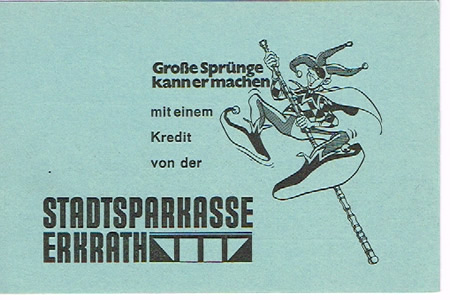 Große Sprünge
kann er machen
mit einem
Kredit
von der
STADTSPARKASSE
ERKRATH